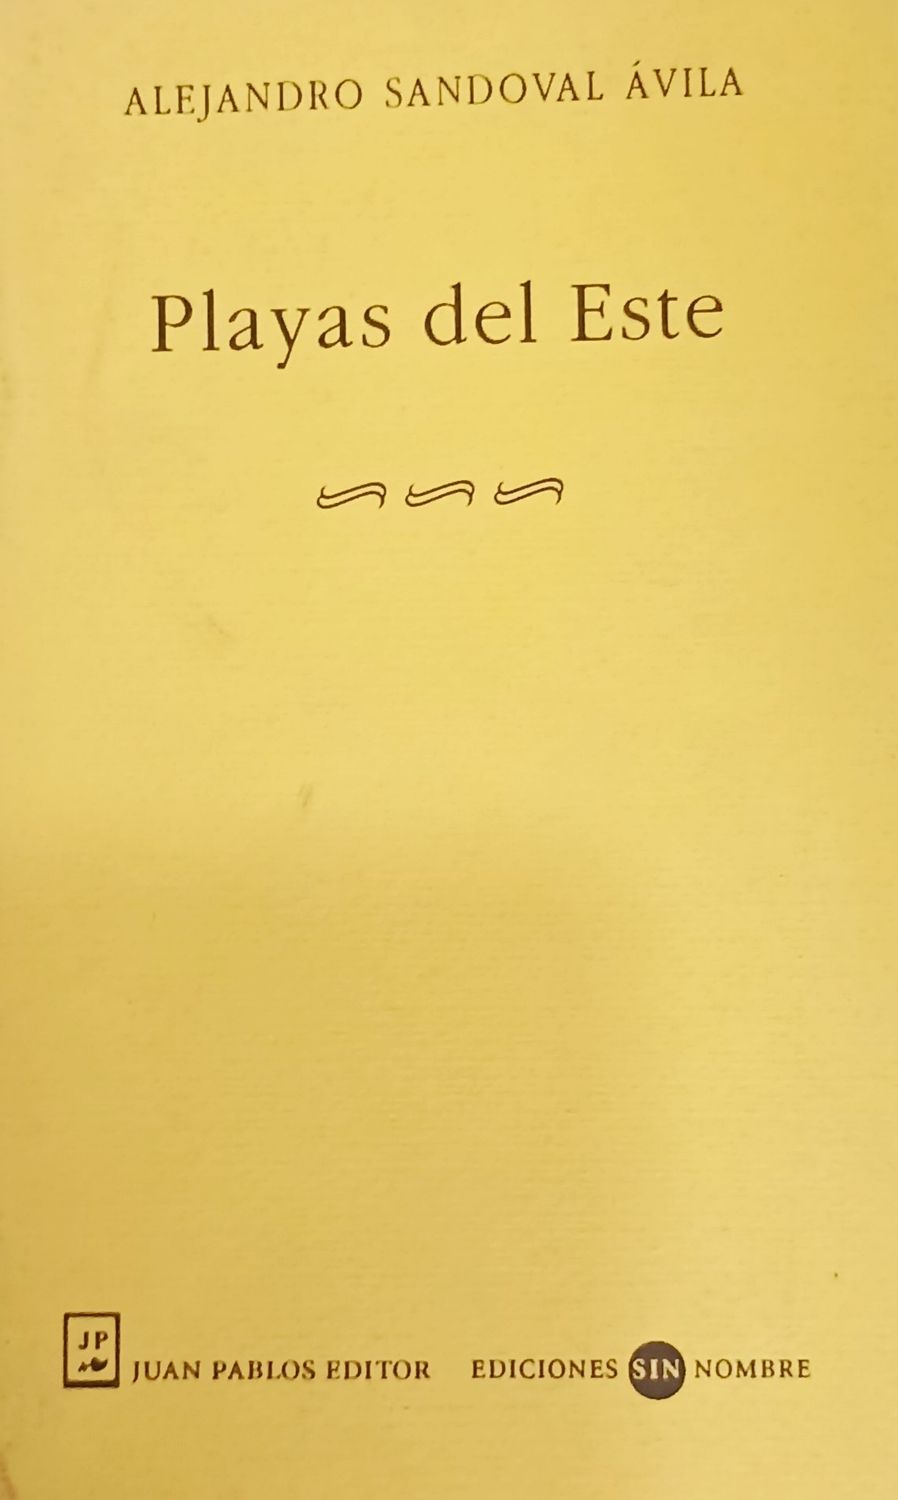 ALEJANDRO SANDOVAL ÁVILA
Playas del Este
JP
JUAN PABLOS EDITOR EDICIONES SIN NOMBRE